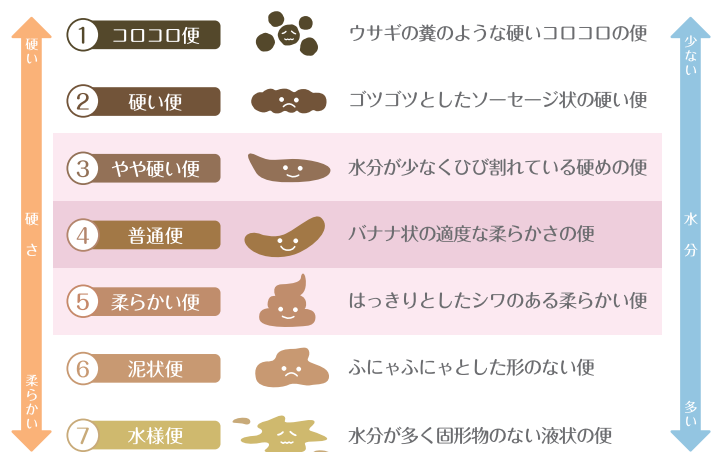 硬い
硬さ
柔らかい
① コロコロ便 ウサギの糞のような硬いコロコロの便
② 硬い便 ゴツゴツとしたソーセージ状の硬い便
③ やや硬い便 水分が少なくひび割れている硬めの便
④ 普通便 バナナ状の適度な柔らかさの便
⑤ 柔らかい便 はっきりとしたシワのある柔らかい便
⑥ 泥状便 ふにゃふにゃとした形のない便
⑦ 水様便 水分が多く固形物のない液状の便
少ない
水分
多い